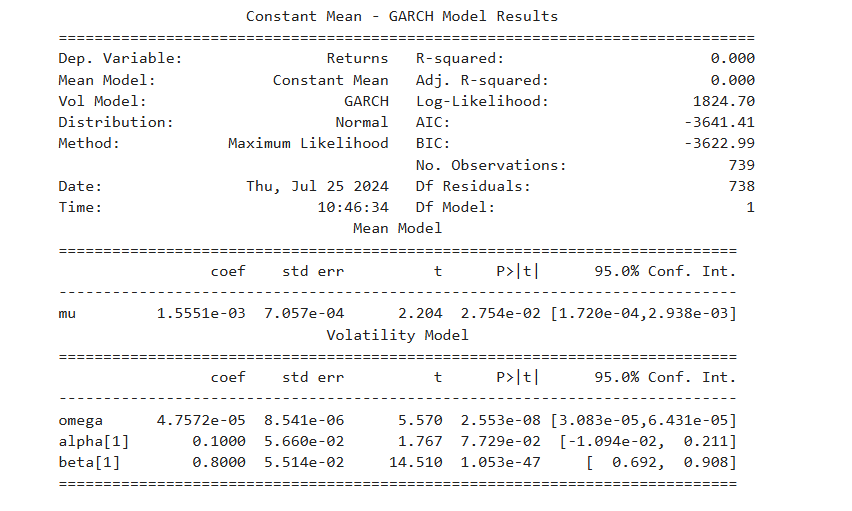 Constant Mean - GARCH Model Results
==============================================================================
Dep. Variable:                Returns   R-squared:                       0.000
Mean Model:             Constant Mean   Adj. R-squared:                  0.000
Vol Model:                      GARCH   Log-Likelihood:                1824.70
Distribution:                  Normal   AIC:                          -3641.41
Method:            Maximum Likelihood   BIC:                          -3622.99
                                        No. Observations:                  739
Date:                Thu, Jul 25 2024   Df Residuals:                      738
Time:                        10:46:34   Df Model:                            1
                                 Mean Model
============================================================================
                 coef    std err          t      P>|t|      95.0% Conf. Int.
----------------------------------------------------------------------------
mu         1.5551e-03  7.057e-04      2.204  2.754e-02 [1.720e-04,2.938e-03]
                              Volatility Model
============================================================================
                 coef    std err          t      P>|t|      95.0% Conf. Int.
----------------------------------------------------------------------------
omega      4.7572e-05  8.541e-06      5.570  2.553e-08 [3.083e-05,6.431e-05]
alpha[1]       0.1000  5.660e-02      1.767  7.729e-02  [-1.094e-02,  0.211]
beta[1]        0.8000  5.514e-02     14.510  1.053e-47     [  0.692,  0.908]
============================================================================